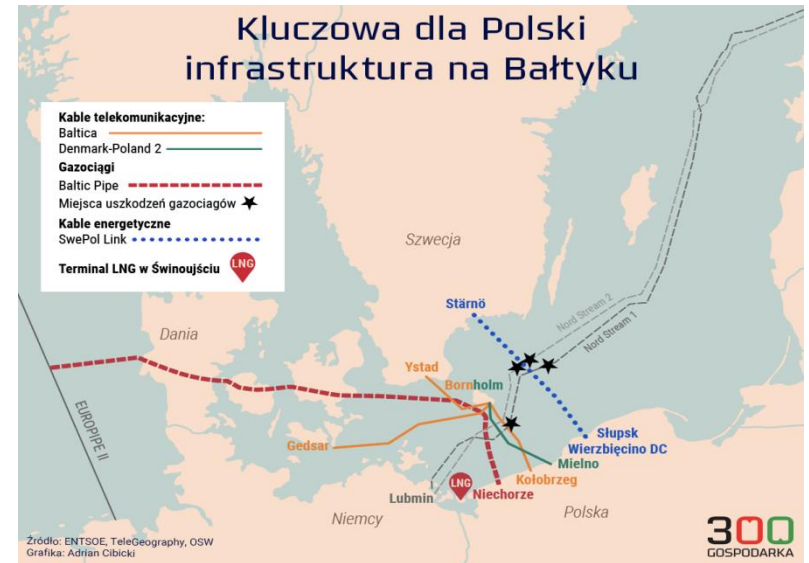 Kluczowa dla Polski
infrastruktura na Bałtyku
Kable telekomunikacyjne:
Baltica
Denmark-Poland 2
Gazociągi
Baltic Pipe
Miejsca uszkodzeń gazociagów
Kable energetyczne
SwePol Link
Terminal LNG w Świnoujściu
LNG
Szwecja
Stärnö
Nord Stream 2
Nord Stream 1
Dania
Ystad
Bornholm
EUROPIPE II
Gedsar
Słupsk
Wierzbięcino DC
Mielno
Kołobrzeg
LNG
Niechorze
Lubmin
Niemcy
Polska
Źródło: ENTSOE, TeleGeography, OSW
Grafika: Adrian Cibicki
300
GOSPODARKA